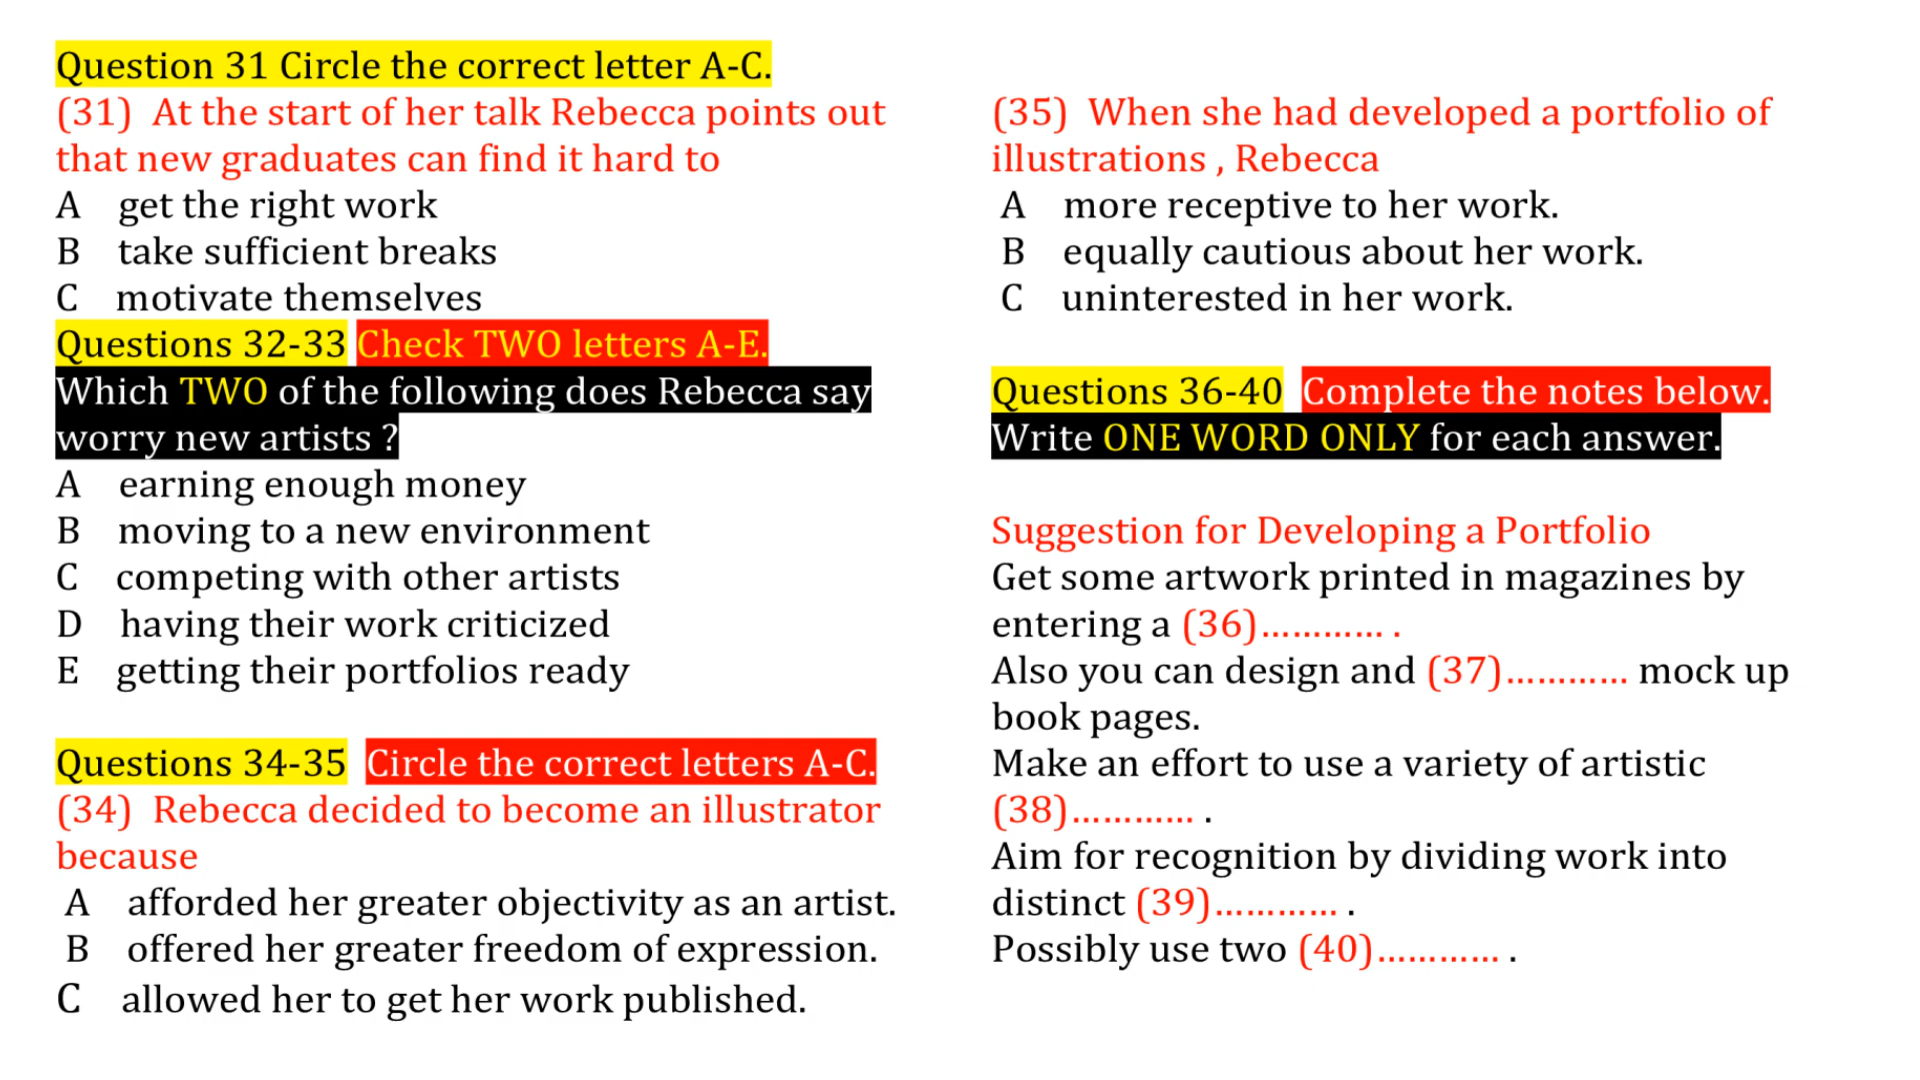 Question 31 Circle the correct letter A-C.
(31) At the start of her talk Rebecca points out
that new graduates can find it hard to
A get the right work
B take sufficient breaks
C motivate themselves
Questions 32-33 Check TWO letters A-E.
Which TWO of the following does Rebecca say
worry new artists ?
A earning enough money
B moving to a new environment
C competing with other artists
D having their work criticized
E getting their portfolios ready
Questions 34-35 Circle the correct letters A-C.
(34) Rebecca decided to become an illustrator
because
A afforded her greater objectivity as an artist.
B offered her greater freedom of expression.
C allowed her to get her work published.
(35) When she had developed a portfolio of
illustrations , Rebecca
A more receptive to her work.
B equally cautious about her work.
C uninterested in her work.
Questions 36-40 Complete the notes below.
Write ONE WORD ONLY for each answer.
Suggestion for Developing a Portfolio
Get some artwork printed in magazines by
entering a (36)............ .
Also you can design and (37)............ mock up
book pages.
Make an effort to use a variety of artistic
(38)............ .
Aim for recognition by dividing work into
distinct (39)............ .
Possibly use two (40)............ .